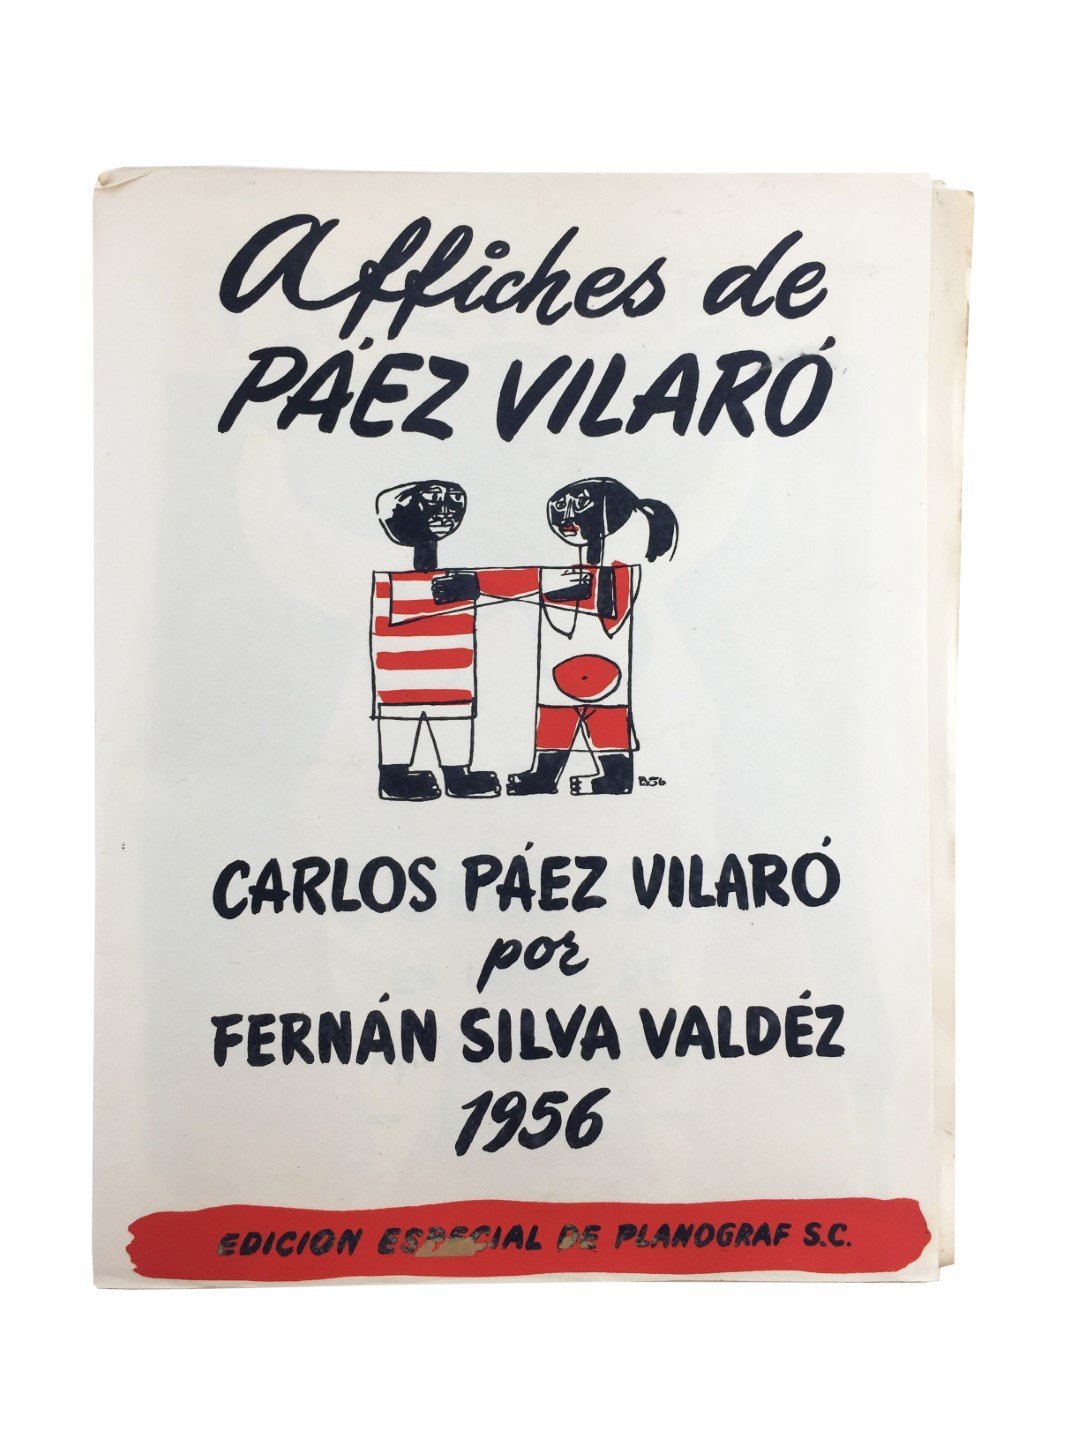 Affiches de
PÁEZ VILARÓ
CARLOS PÁEZ VILARÓ
por
FERNÁN SILVA VALDÉZ
1956
EDICION ESPECIAL DE PLANOGRAF S.C.